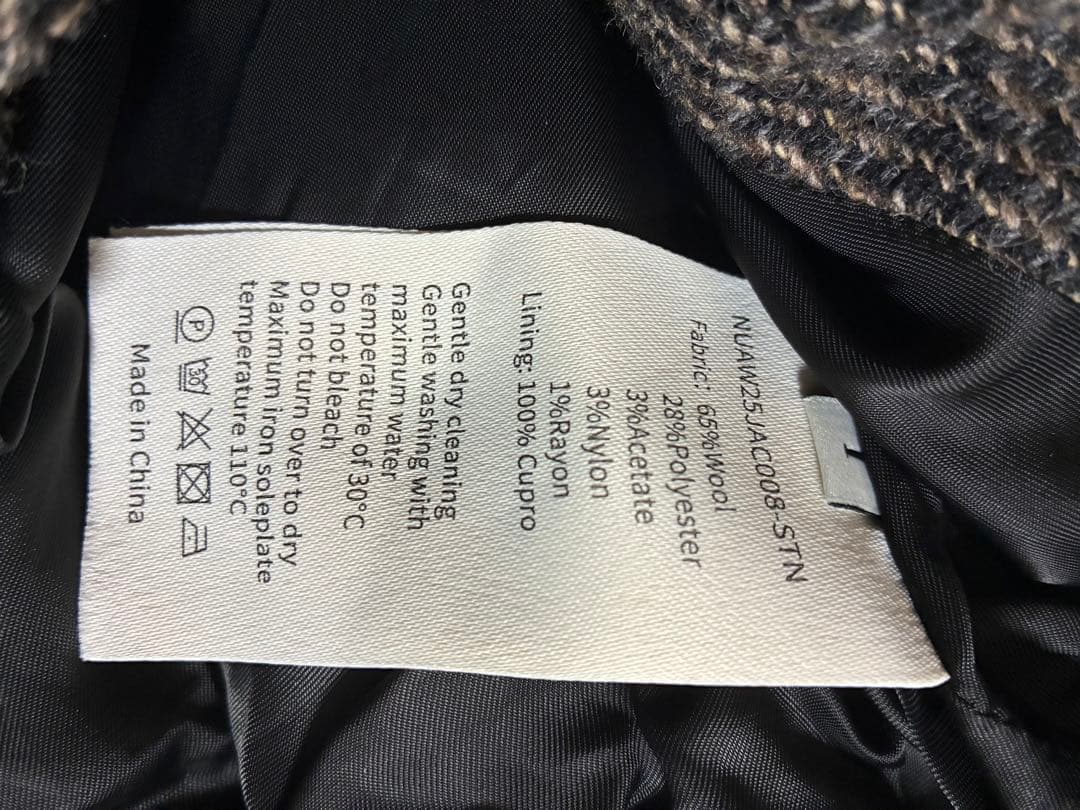 L
NUAW25JAC008-STN
Fabric: 65%Wool
28%Polyester
3%Acetate
3%Nylon
1%Rayon
Lining: 100% Cupro
Gentle dry cleaning
Gentle washing with
maximum water
temperature of 30°C
Do not bleach
Do not turn over to dry
Maximum iron soleplate
temperature 110°C
P 30
Made in China